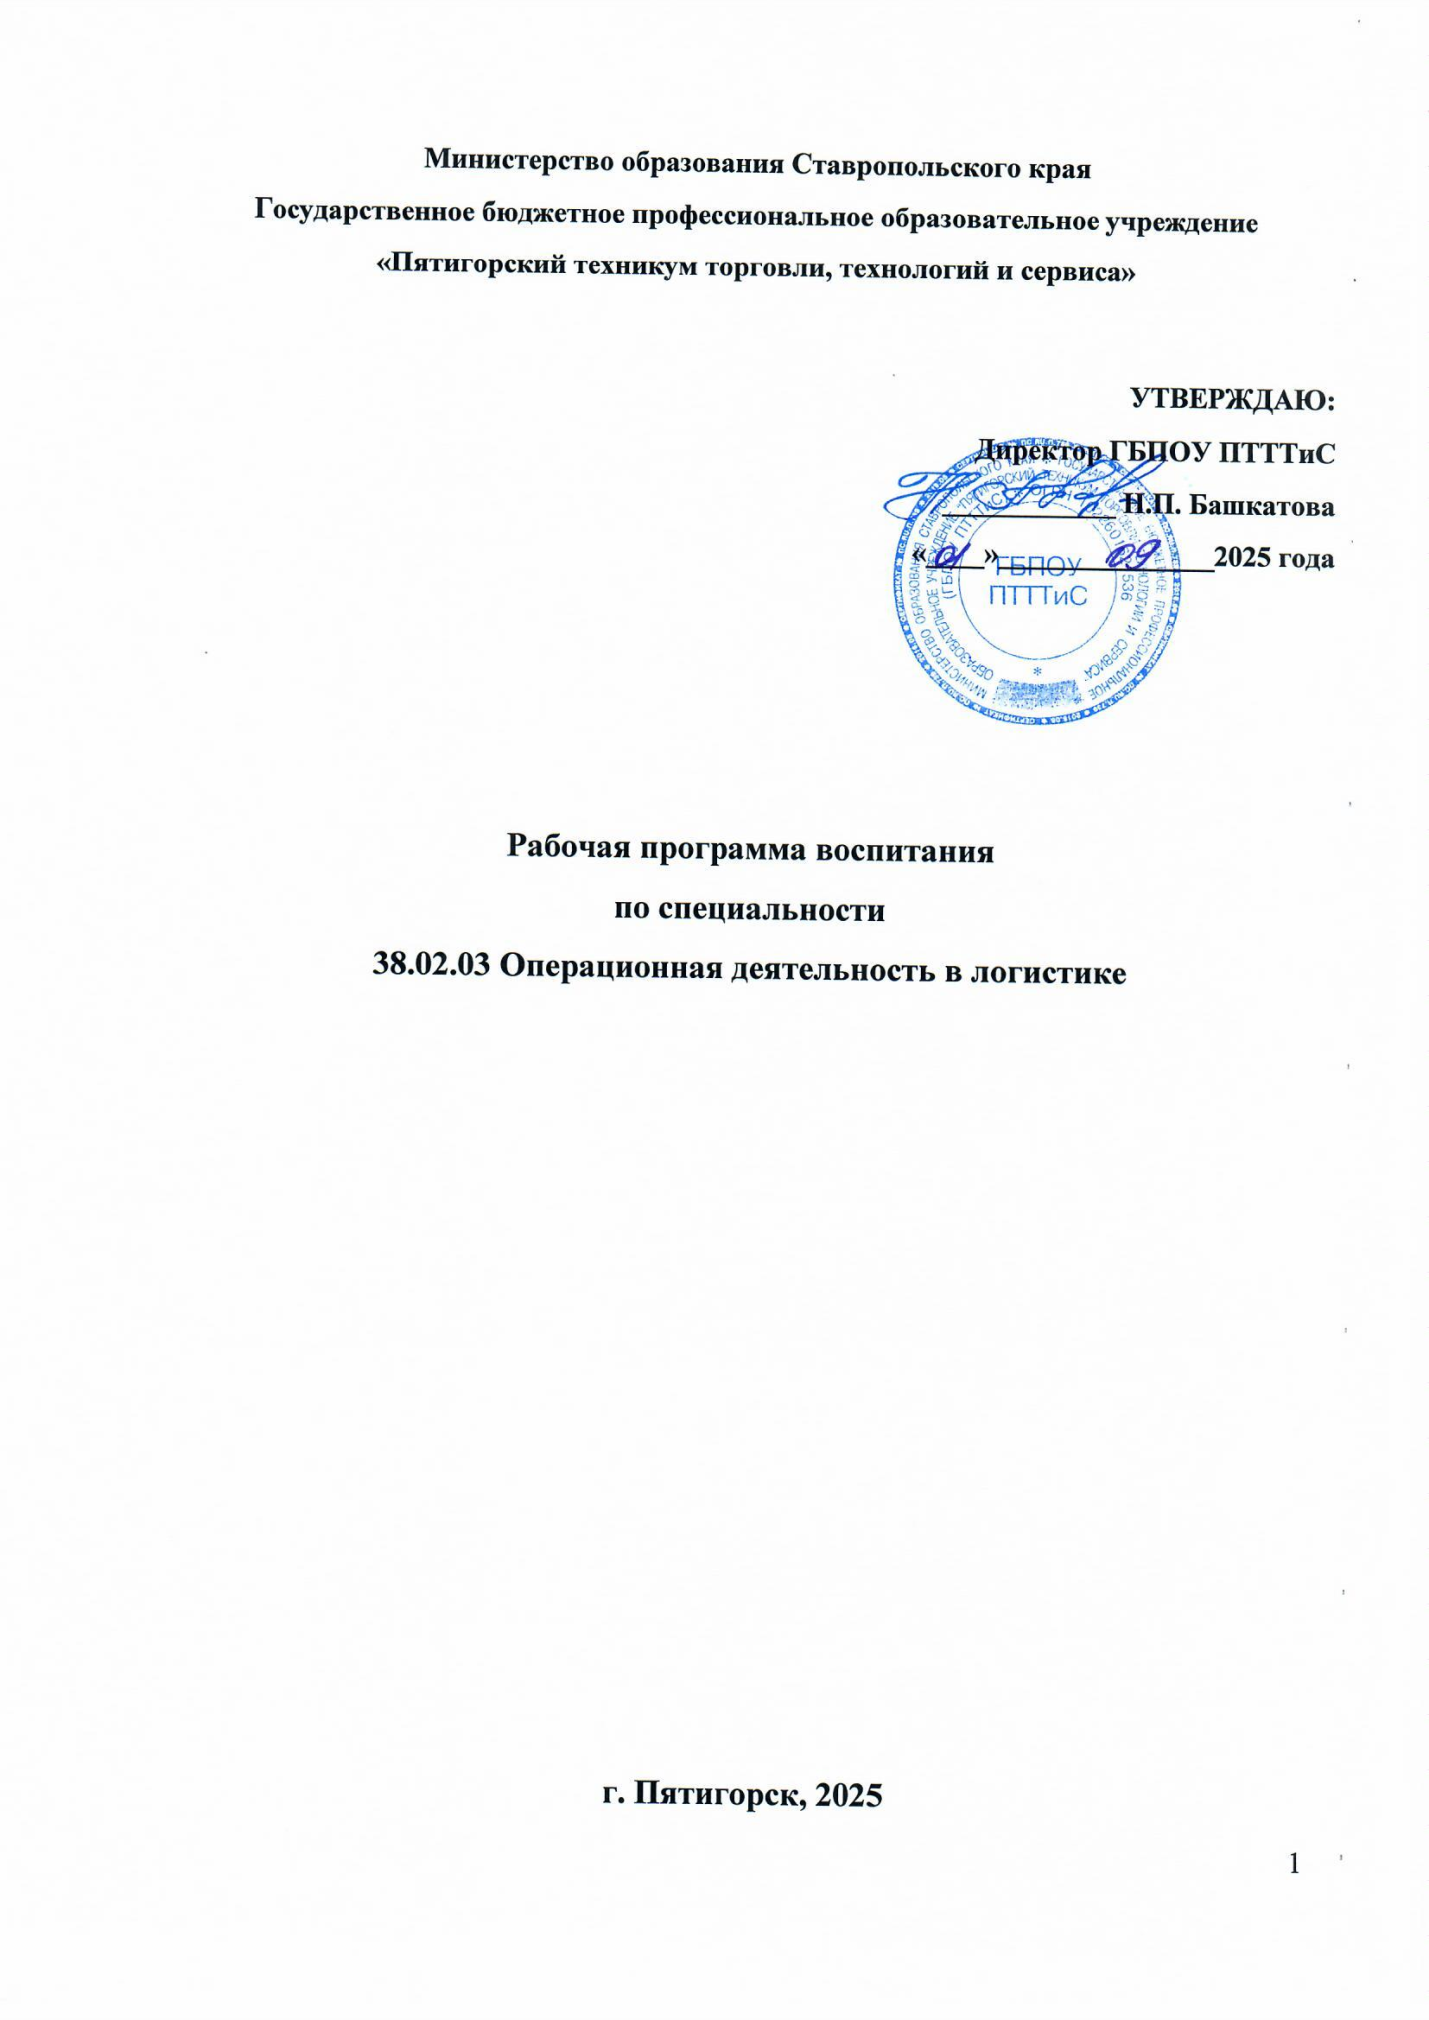 Министерство образования Ставропольского края
Государственное бюджетное профессиональное образовательное учреждение
«Пятигорский техникум торговли, технологий и сервиса»
УТВЕРЖДАЮ:
Директор ГБПОУ ПТТТиС
Н.П. Башкатова
«01» 09 2025 года
ГБПОУ
ПТТТиС
Рабочая программа воспитания
по специальности
38.02.03 Операционная деятельность в логистике
г. Пятигорск, 2025
1